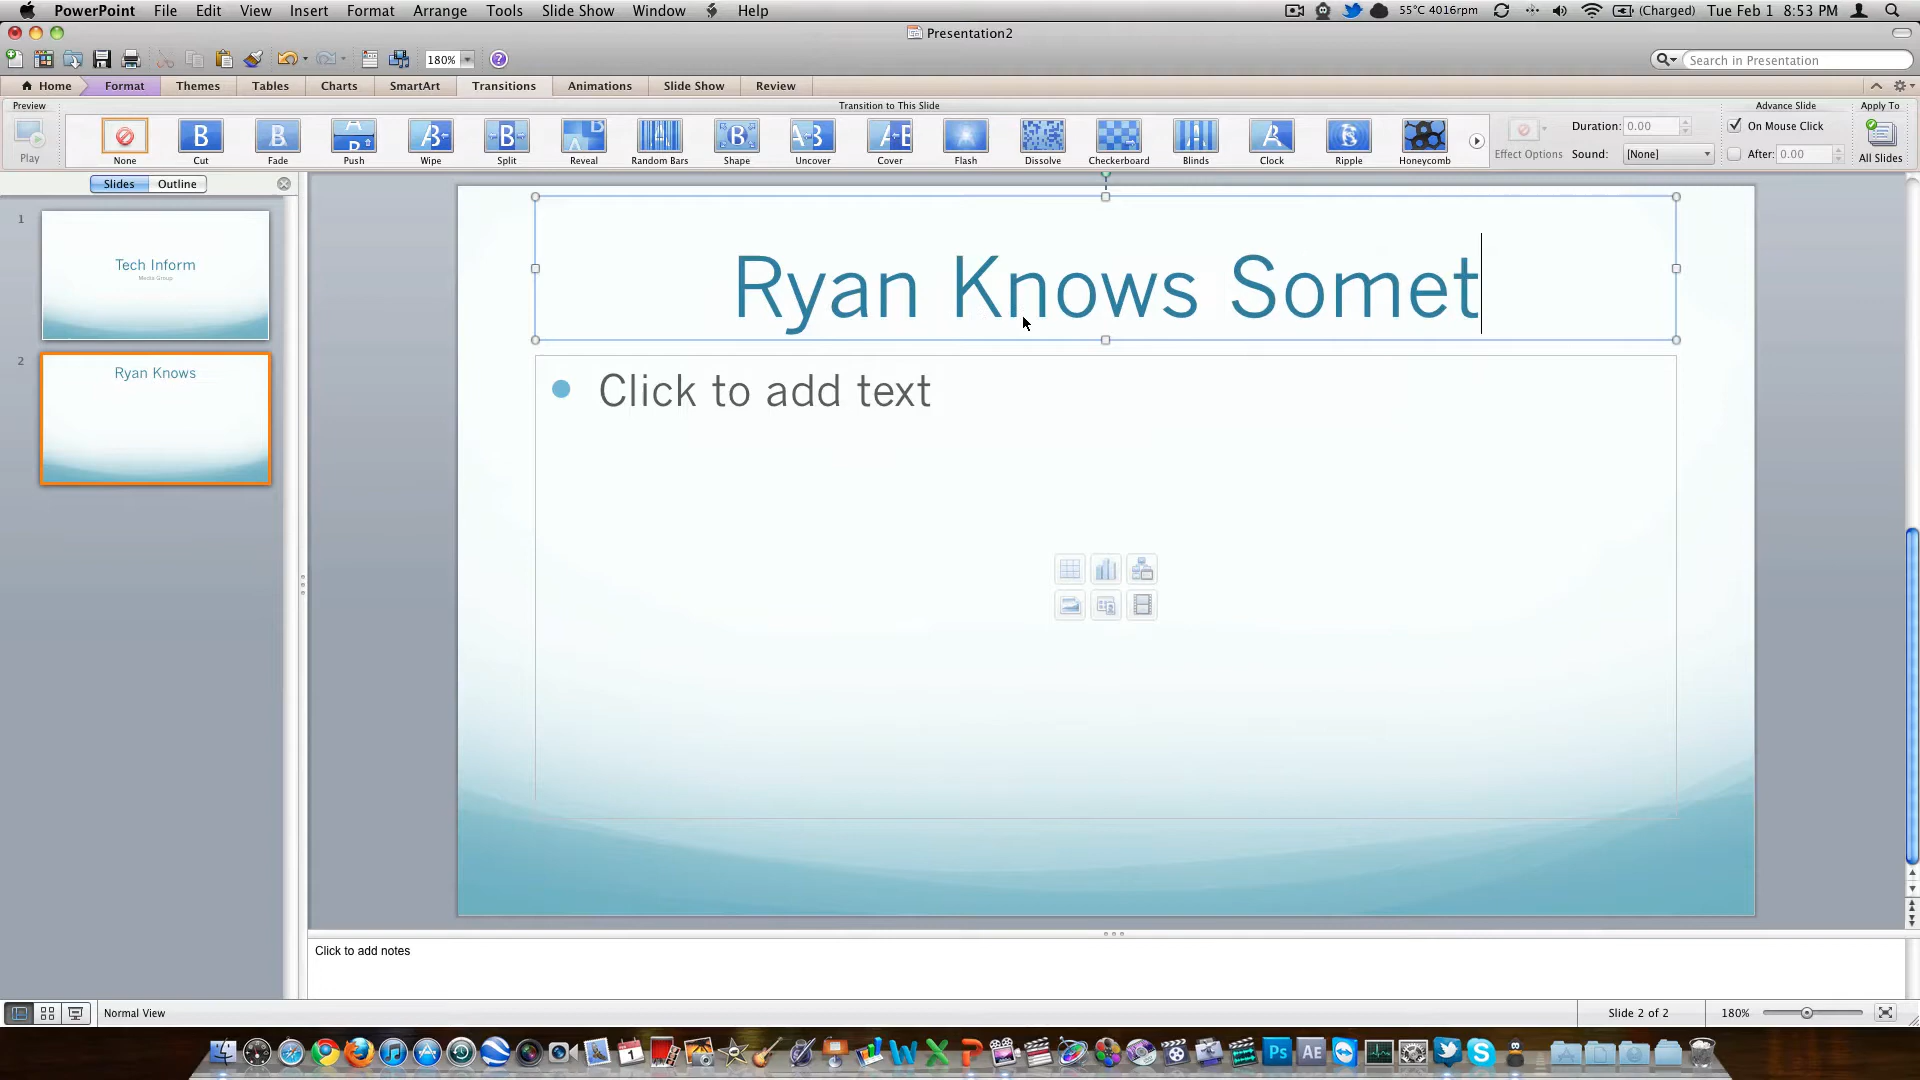 PowerPoint File Edit View Insert Format Arrange Tools Slide Show Window Help 55°C 4016rpm (Charged) Tue Feb 1 8:53 PM
Presentation2
180% Search in Presentation
Home Format Themes Tables Charts SmartArt Transitions Animations Slide Show Review
Preview Transition to This Slide Advance Slide Apply To
Duration: 0.00 On Mouse Click
Play None Cut Fade Push Wipe Split Reveal Random Bars Shape Uncover Cover Flash Dissolve Checkerboard Blinds Clock Ripple Honeycomb Effect Options Sound: [None] After: 0.00 All Slides
Slides Outline
1
Tech Inform
Media Group
2
Ryan Knows
Ryan Knows Somet
Click to add text
Click to add notes
Normal View Slide 2 of 2 180%